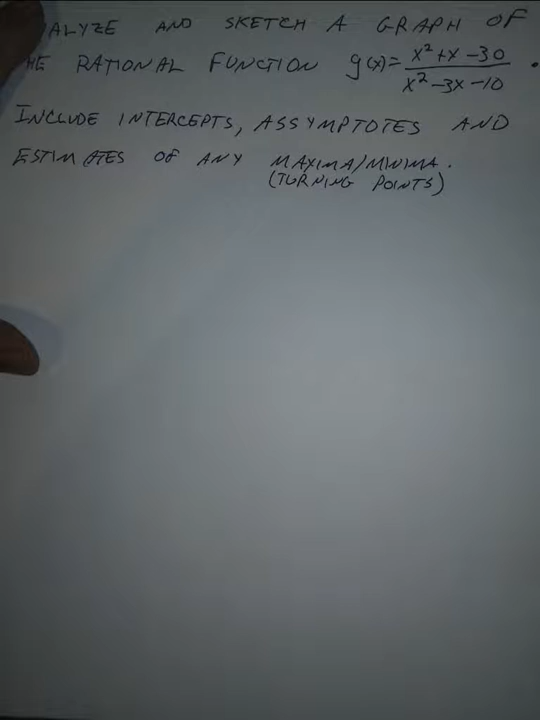 ALYZE AND SKETCH A GRAPH OF
HE RATIONAL FUNCTION g(x)= x²+x-30 / x²-3x-10 .
INCLUDE INTERCEPTS, ASSYMPTOTES AND
ESTIMATES OF ANY MAXIMA/MINIMA.
(TURNING POINTS)